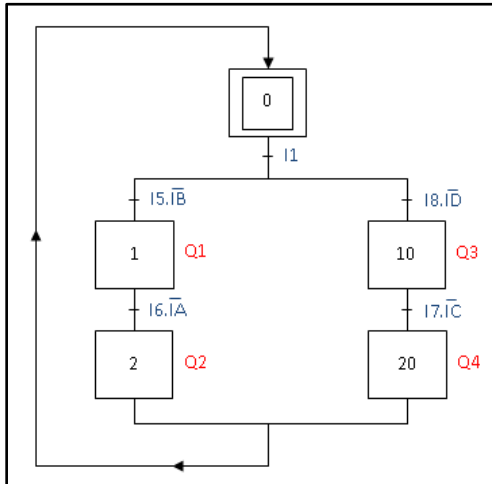 0
I1
I5.I̅B̅ I8.I̅D̅
1 Q1 10 Q3
I6.I̅A̅ I7.I̅C̅
2 Q2 20 Q4